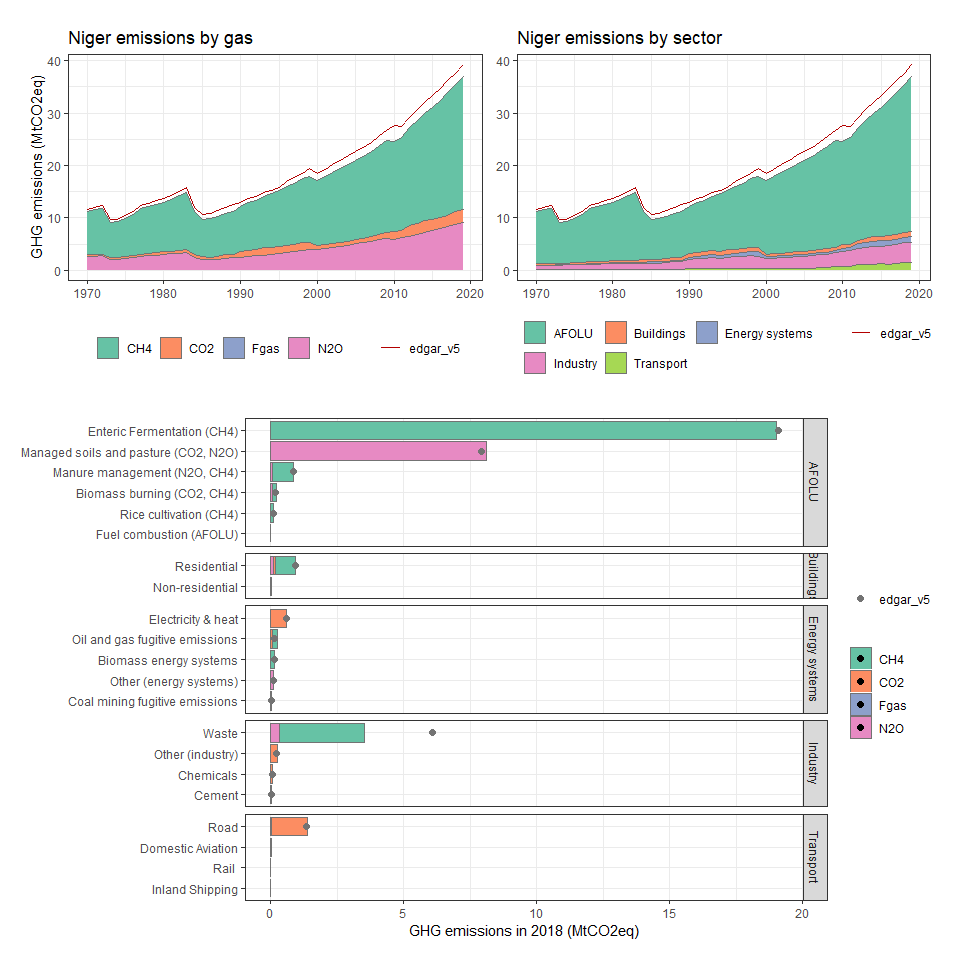 Niger emissions by gas
GHG emissions (MtCO2eq)
40
30
20
10
0
1970 1980 1990 2000 2010 2020
CH4 CO2 Fgas N2O edgar_v5
Niger emissions by sector
40
30
20
10
0
1970 1980 1990 2000 2010 2020
AFOLU Buildings Energy systems edgar_v5
Industry Transport
Enteric Fermentation (CH4)
Managed soils and pasture (CO2, N2O)
Manure management (N2O, CH4)
Biomass burning (CO2, CH4)
Rice cultivation (CH4)
Fuel combustion (AFOLU)
AFOLU
Residential
Non-residential
Buildings
Electricity & heat
Oil and gas fugitive emissions
Biomass energy systems
Other (energy systems)
Coal mining fugitive emissions
Energy systems
Waste
Other (industry)
Chemicals
Cement
Industry
Road
Domestic Aviation
Rail
Inland Shipping
Transport
0 5 10 15 20
GHG emissions in 2018 (MtCO2eq)
edgar_v5
CH4
CO2
Fgas
N2O